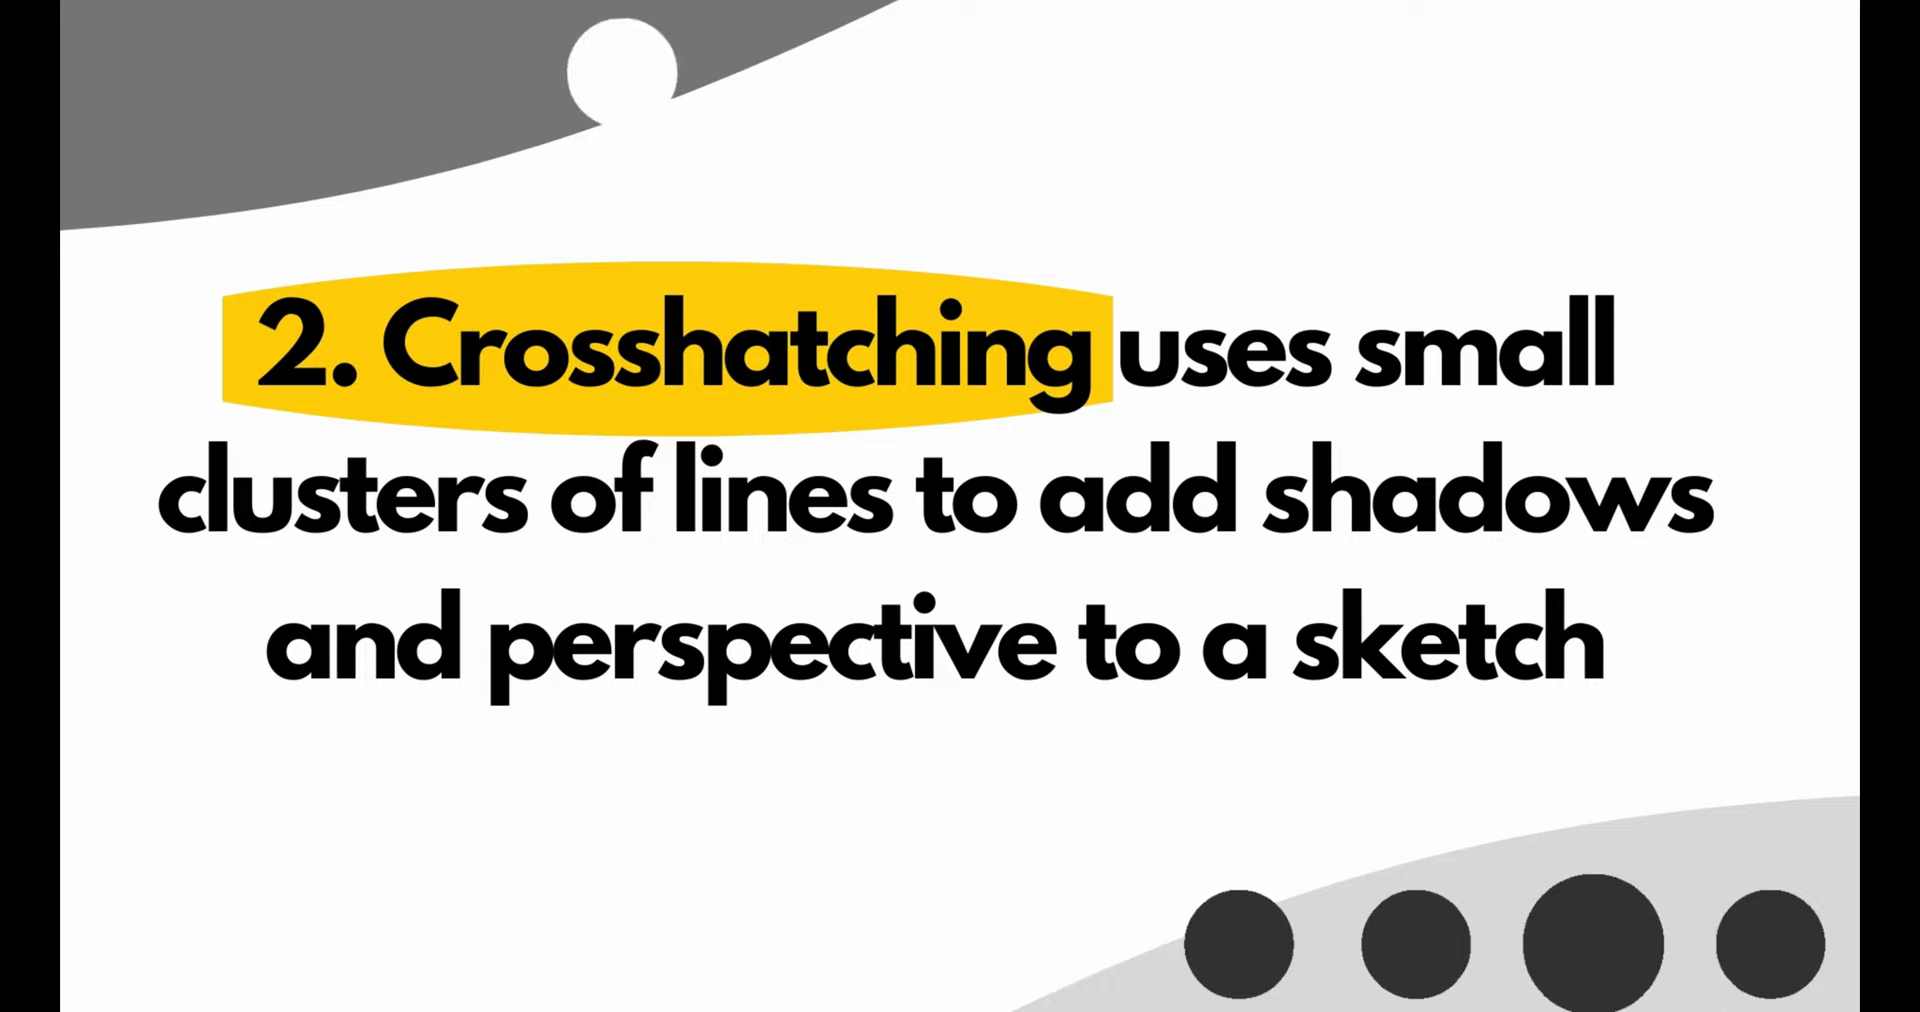 2. Crosshatching uses small
clusters of lines to add shadows
and perspective to a sketch